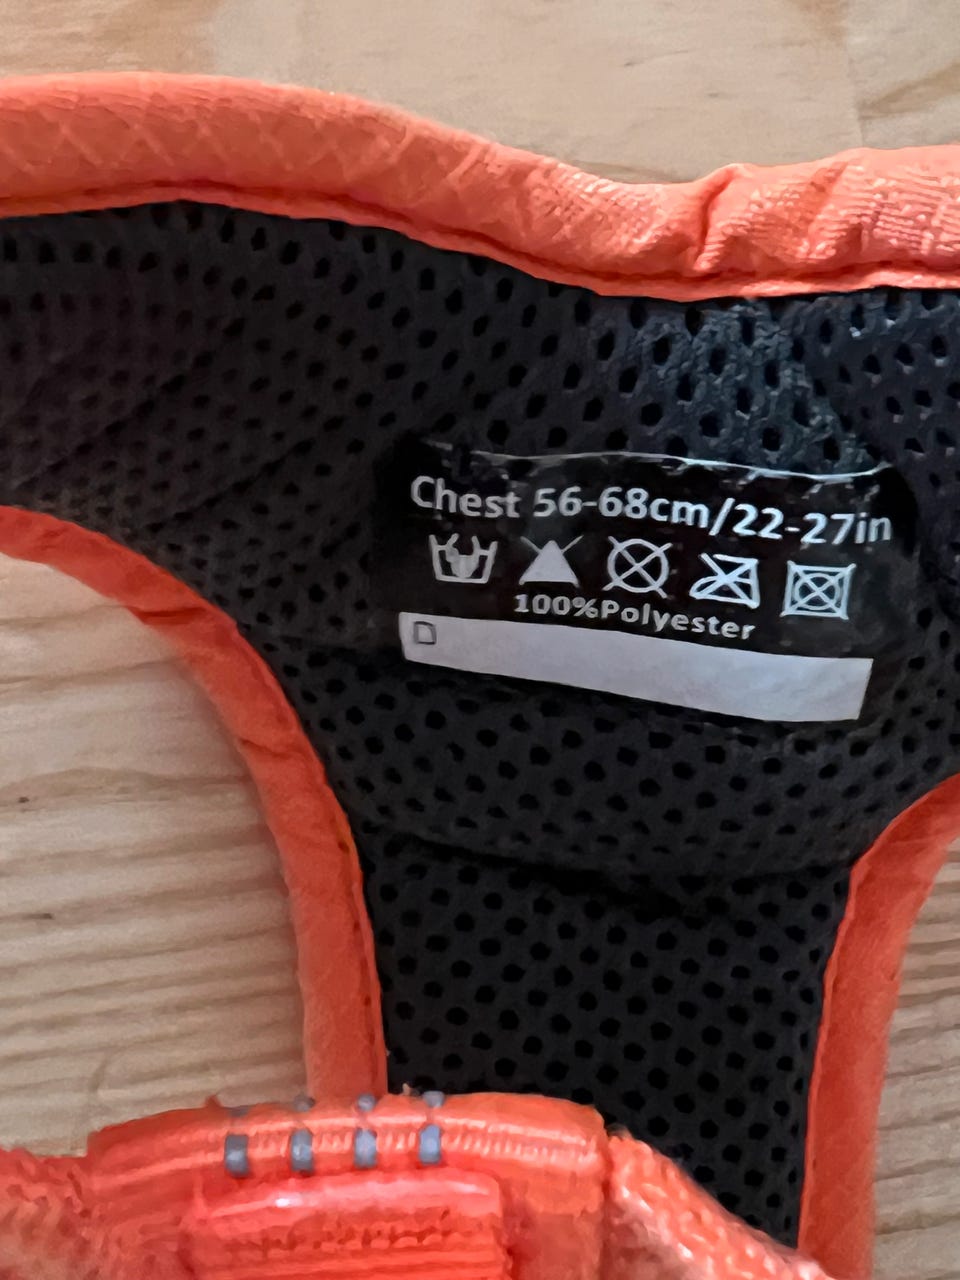 Chest 56-68cm/22-27in
100%Polyester
D